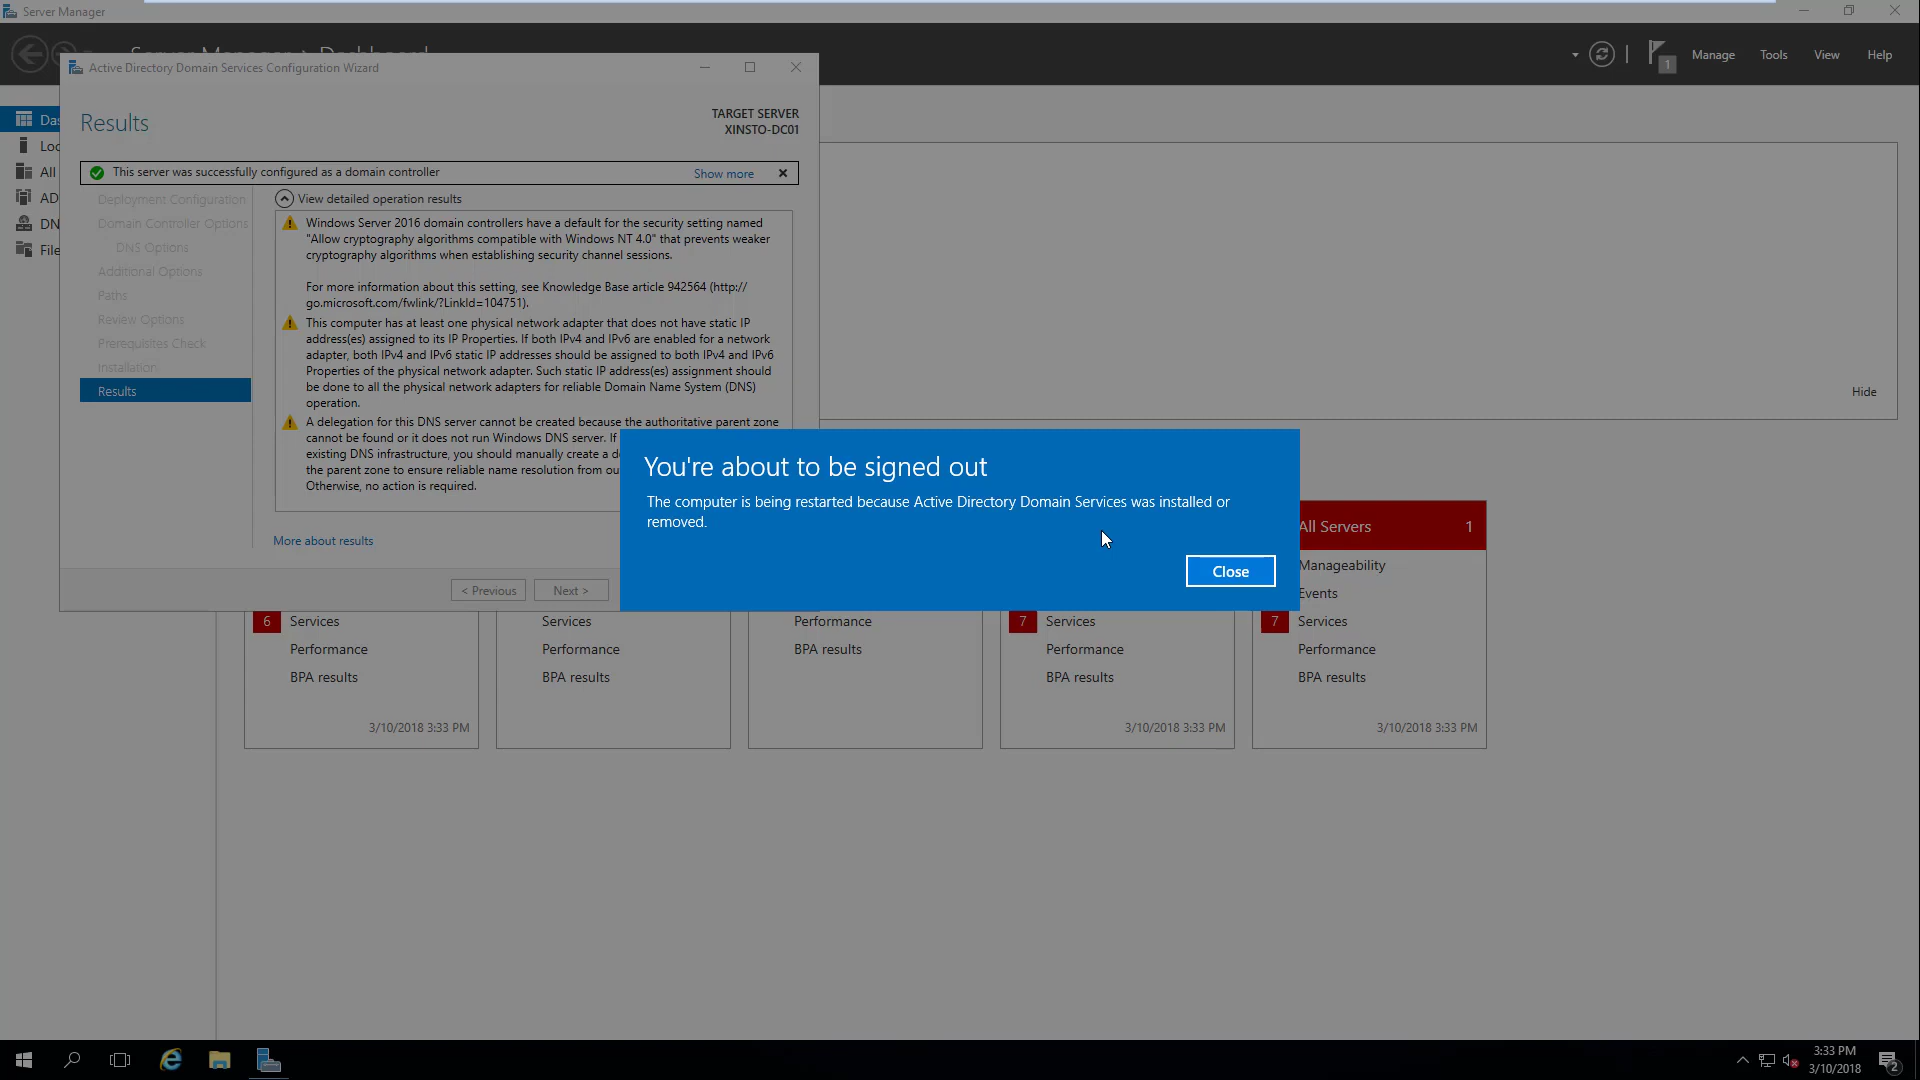 Server Manager
Server Manager › Dashboard
1
Manage
Tools
View
Help
Active Directory Domain Services Configuration Wizard
Results
TARGET SERVER
XINSTO-DC01
This server was successfully configured as a domain controller
Show more
Deployment Configuration
Domain Controller Options
DNS Options
Additional Options
Paths
Review Options
Prerequisites Check
Installation
Results
View detailed operation results
Windows Server 2016 domain controllers have a default for the security setting named
"Allow cryptography algorithms compatible with Windows NT 4.0" that prevents weaker
cryptography algorithms when establishing security channel sessions.
For more information about this setting, see Knowledge Base article 942564 (http://
go.microsoft.com/fwlink/?LinkId=104751).
This computer has at least one physical network adapter that does not have static IP
address(es) assigned to its IP Properties. If both IPv4 and IPv6 are enabled for a network
adapter, both IPv4 and IPv6 static IP addresses should be assigned to both IPv4 and IPv6
Properties of the physical network adapter. Such static IP address(es) assignment should
be done to all the physical network adapters for reliable Domain Name System (DNS)
operation.
A delegation for this DNS server cannot be created because the authoritative parent zone
cannot be found or it does not run Windows DNS server. If
existing DNS infrastructure, you should manually create a d
the parent zone to ensure reliable name resolution from ou
Otherwise, no action is required.
More about results
< Previous
Next >
Das
Loc
All
AD
DN
File
Hide
You're about to be signed out
The computer is being restarted because Active Directory Domain Services was installed or
removed.
Close
All Servers
1
Manageability
Events
6
Services
Performance
BPA results
3/10/2018 3:33 PM
Services
Performance
BPA results
Performance
BPA results
7
Services
Performance
BPA results
3/10/2018 3:33 PM
7
Services
Performance
BPA results
3/10/2018 3:33 PM
3:33 PM
3/10/2018
2